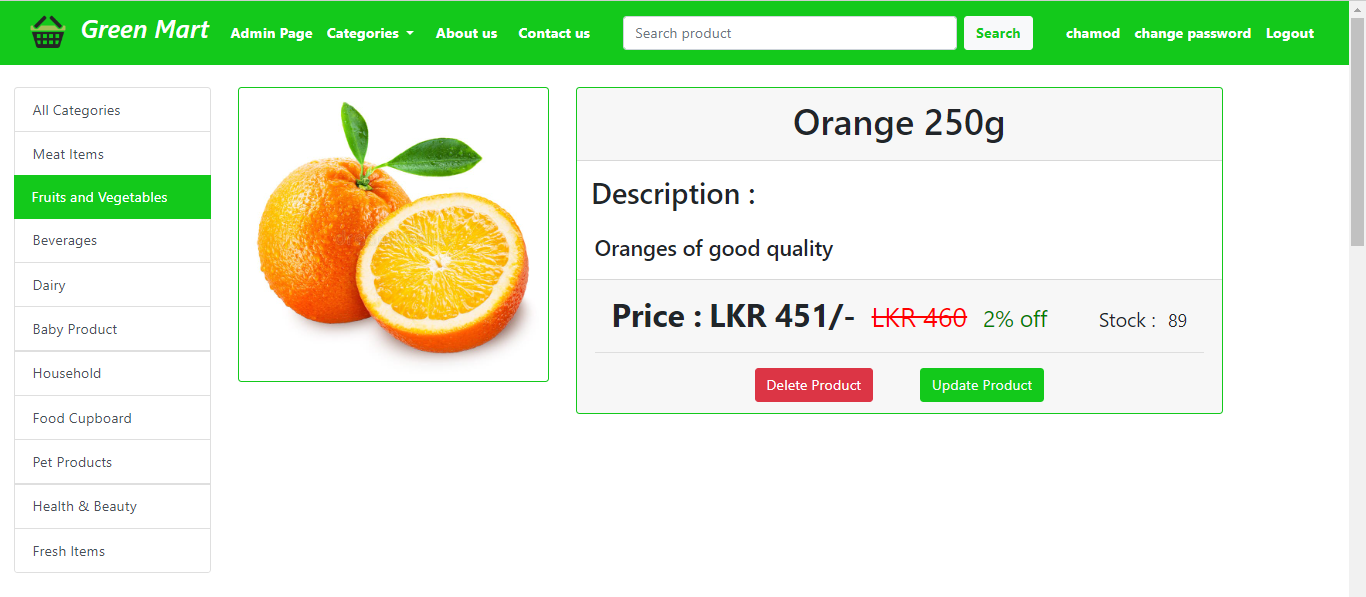 Green Mart Admin Page Categories About us Contact us Search product Search chamod change password Logout
All Categories
Meat Items
Fruits and Vegetables
Beverages
Dairy
Baby Product
Household
Food Cupboard
Pet Products
Health & Beauty
Fresh Items
Orange 250g
Description :
Oranges of good quality
Price : LKR 451/- LKR 460 2% off Stock : 89
Delete Product Update Product